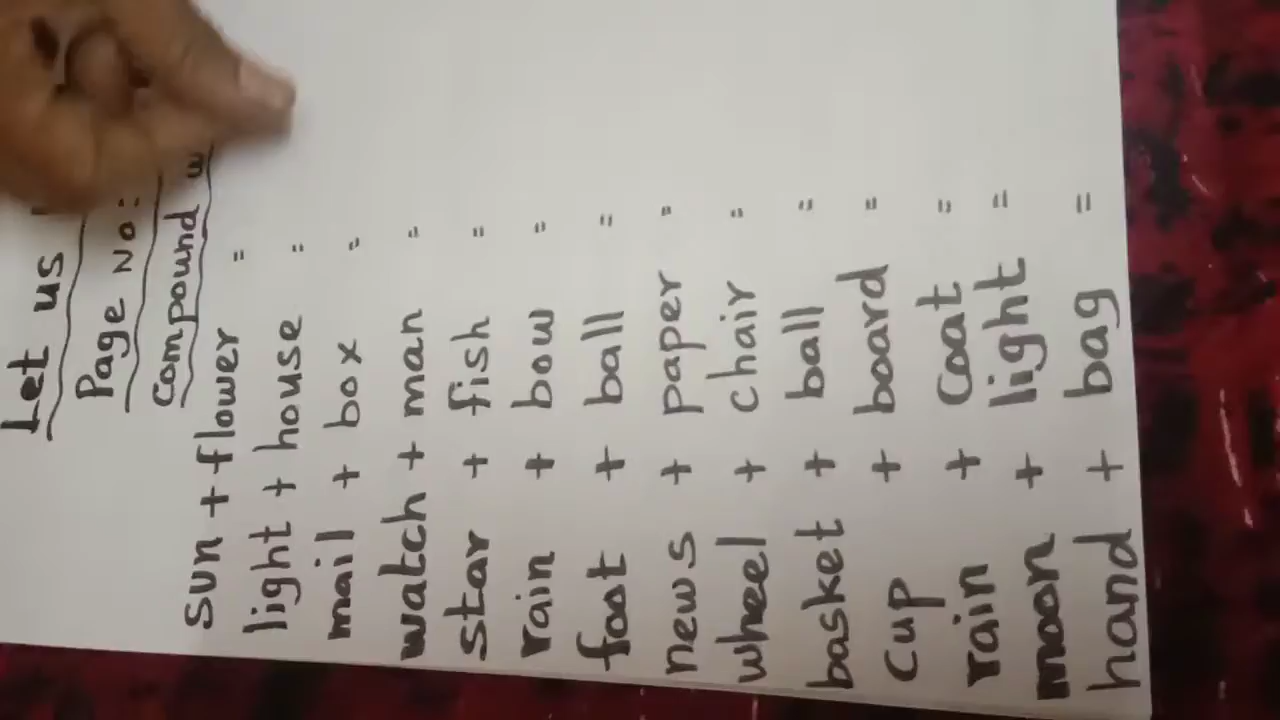 Let us
Page No:
Compound
sun + flower =
light + house =
mail + box =
watch + man =
star + fish =
rain + bow =
foot + ball =
news + paper =
wheel + chair =
basket + ball =
cup + board =
rain + coat =
moon + light =
hand + bag =